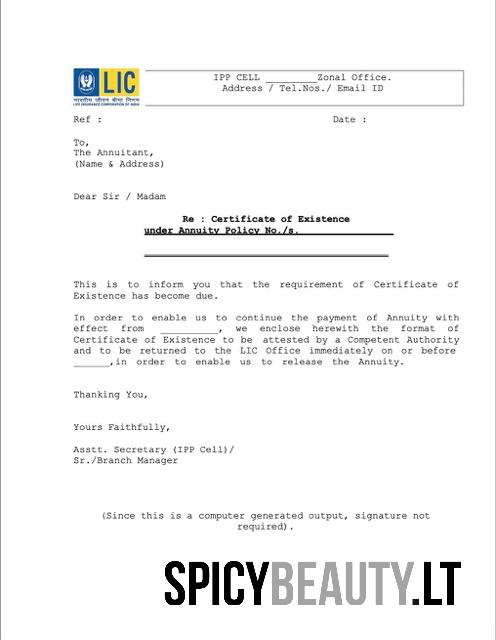 LIC
भारतीय जीवन बीमा निगम
LIFE INSURANCE CORPORATION OF INDIA
IPP CELL _________Zonal Office.
Address / Tel.Nos./ Email ID
Ref : Date :
To,
The Annuitant,
(Name & Address)
Dear Sir / Madam
Re : Certificate of Existence
under Annuity Policy No./s.________________
This is to inform you that the requirement of Certificate of
Existence has become due.
In order to enable us to continue the payment of Annuity with
effect from __________, we enclose herewith the format of
Certificate of Existence to be attested by a Competent Authority
and to be returned to the LIC Office immediately on or before
______,in order to enable us to release the Annuity.
Thanking You,
Yours Faithfully,
Asstt. Secretary (IPP Cell)/
Sr./Branch Manager
(Since this is a computer generated output, signature not
required).
SPICYBEAUTY.LT